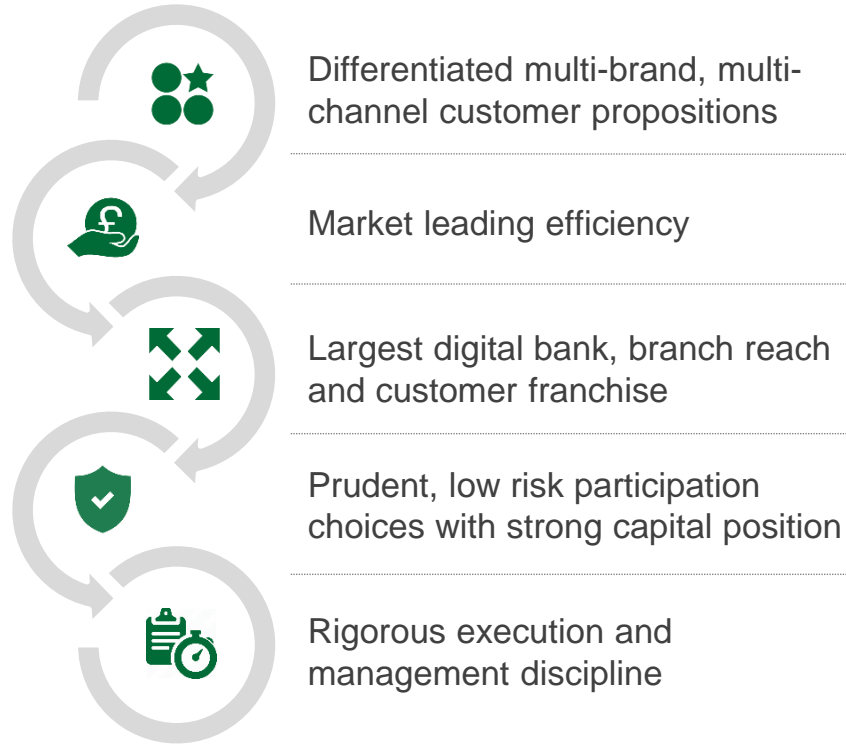 Differentiated multi-brand, multi-
channel customer propositions
£
Market leading efficiency
Largest digital bank, branch reach
and customer franchise
Prudent, low risk participation
choices with strong capital position
Rigorous execution and
management discipline